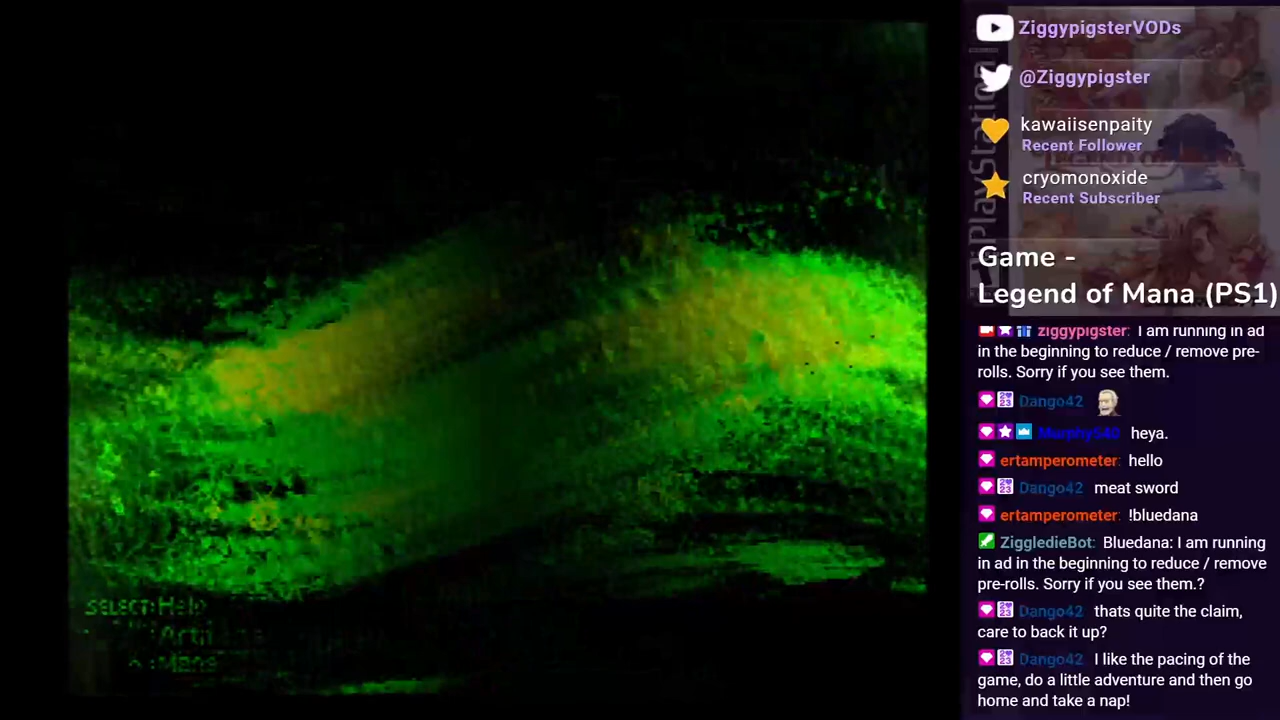 SELECT:Help
:Mana
PlayStation
ZiggypigsterVODs
@Ziggypigster
kawaiisenpaity
Recent Follower
cryomonoxide
Recent Subscriber
Game -
Legend of Mana (PS1)
ziggypigster: I am running in ad
in the beginning to reduce / remove pre-
rolls. Sorry if you see them.
Dango42
Murphy540 heya.
ertamperometer: hello
Dango42 meat sword
ertamperometer: !bluedana
ZiggledieBot: Bluedana: I am running
in ad in the beginning to reduce / remove
pre-rolls. Sorry if you see them.?
Dango42 thats quite the claim,
care to back it up?
Dango42 I like the pacing of the
game, do a little adventure and then go
home and take a nap!